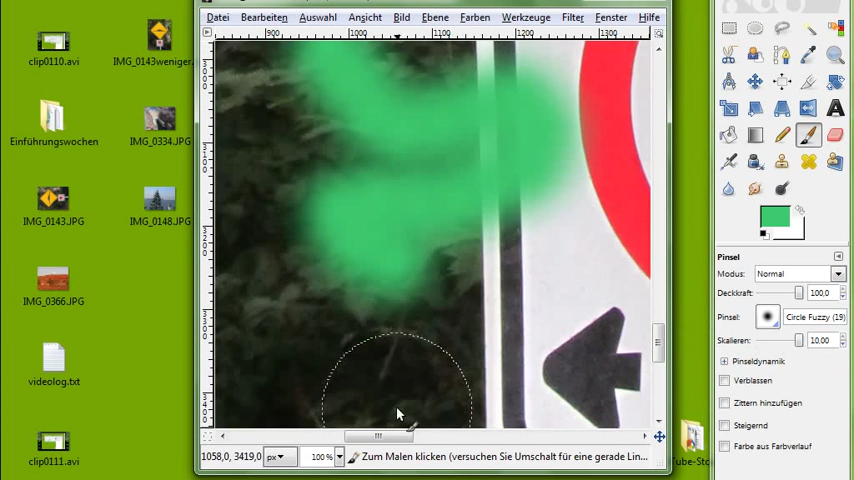 Datei Bearbeiten Auswahl Ansicht Bild Ebene Farben Werkzeuge Filter Fenster Hilfe
900 1000 1100 1200 1300
clip0110.avi
IMG_0143weniger.
Einführungswochen
IMG_0334.JPG
IMG_0143.JPG
IMG_0148.JPG
IMG_0366.JPG
videolog.txt
clip0111.avi
Pinsel
Modus: Normal
Deckkraft: 100,0
Pinsel: Circle Fuzzy (19)
Skalieren: 10,00
Pinseldynamik
Verblassen
Zittern hinzufügen
Steigernd
Farbe aus Farbverlauf
1058,0, 3419,0 px 100 % Zum Malen klicken (versuchen Sie Umschalt für eine gerade Lin...